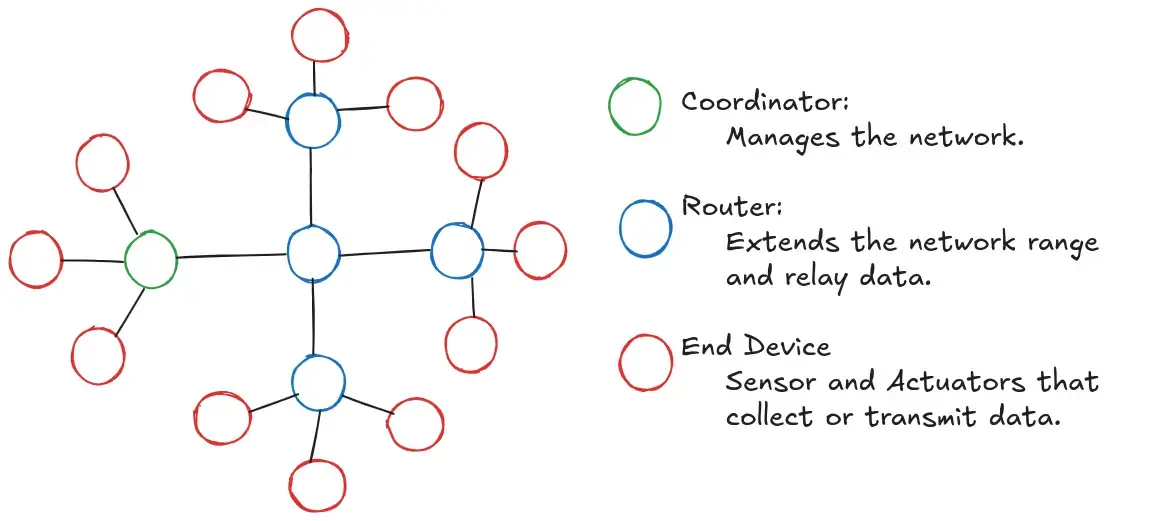 Coordinator:
Manages the network.
Router:
Extends the network range
and relay data.
End Device
Sensor and Actuators that
collect or transmit data.